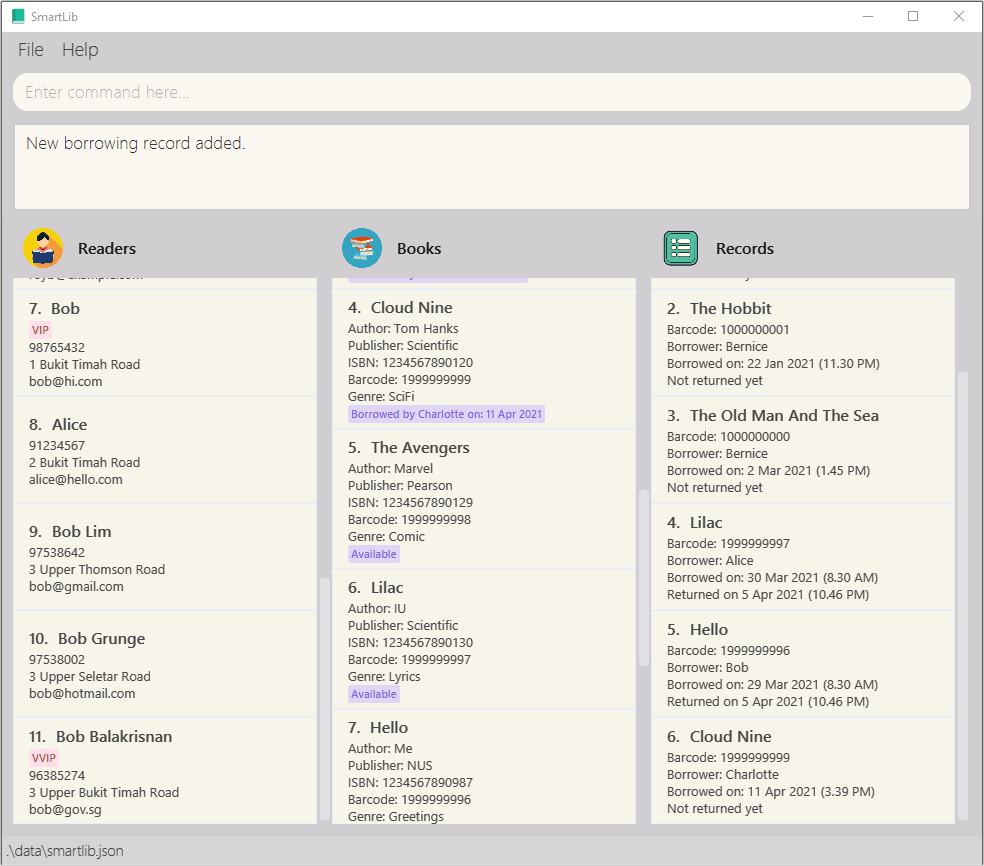 SmartLib
File Help
Enter command here...
New borrowing record added.
Readers
7. Bob
VIP
98765432
1 Bukit Timah Road
bob@hi.com
8. Alice
91234567
2 Bukit Timah Road
alice@hello.com
9. Bob Lim
97538642
3 Upper Thomson Road
bob@gmail.com
10. Bob Grunge
97538002
3 Upper Seletar Road
bob@hotmail.com
11. Bob Balakrisnan
VVIP
96385274
3 Upper Bukit Timah Road
bob@gov.sg
Books
4. Cloud Nine
Author: Tom Hanks
Publisher: Scientific
ISBN: 1234567890120
Barcode: 1999999999
Genre: SciFi
Borrowed by Charlotte on: 11 Apr 2021
5. The Avengers
Author: Marvel
Publisher: Pearson
ISBN: 1234567890129
Barcode: 1999999998
Genre: Comic
Available
6. Lilac
Author: IU
Publisher: Scientific
ISBN: 1234567890130
Barcode: 1999999997
Genre: Lyrics
Available
7. Hello
Author: Me
Publisher: NUS
ISBN: 1234567890987
Barcode: 1999999996
Genre: Greetings
Records
2. The Hobbit
Barcode: 1000000001
Borrower: Bernice
Borrowed on: 22 Jan 2021 (11.30 PM)
Not returned yet
3. The Old Man And The Sea
Barcode: 1000000000
Borrower: Bernice
Borrowed on: 2 Mar 2021 (1.45 PM)
Not returned yet
4. Lilac
Barcode: 1999999997
Borrower: Alice
Borrowed on: 30 Mar 2021 (8.30 AM)
Returned on 5 Apr 2021 (10.46 PM)
5. Hello
Barcode: 1999999996
Borrower: Bob
Borrowed on: 29 Mar 2021 (8.30 AM)
Returned on 5 Apr 2021 (10.46 PM)
6. Cloud Nine
Barcode: 1999999999
Borrower: Charlotte
Borrowed on: 11 Apr 2021 (3.39 PM)
Not returned yet
.\data\smartlib.json